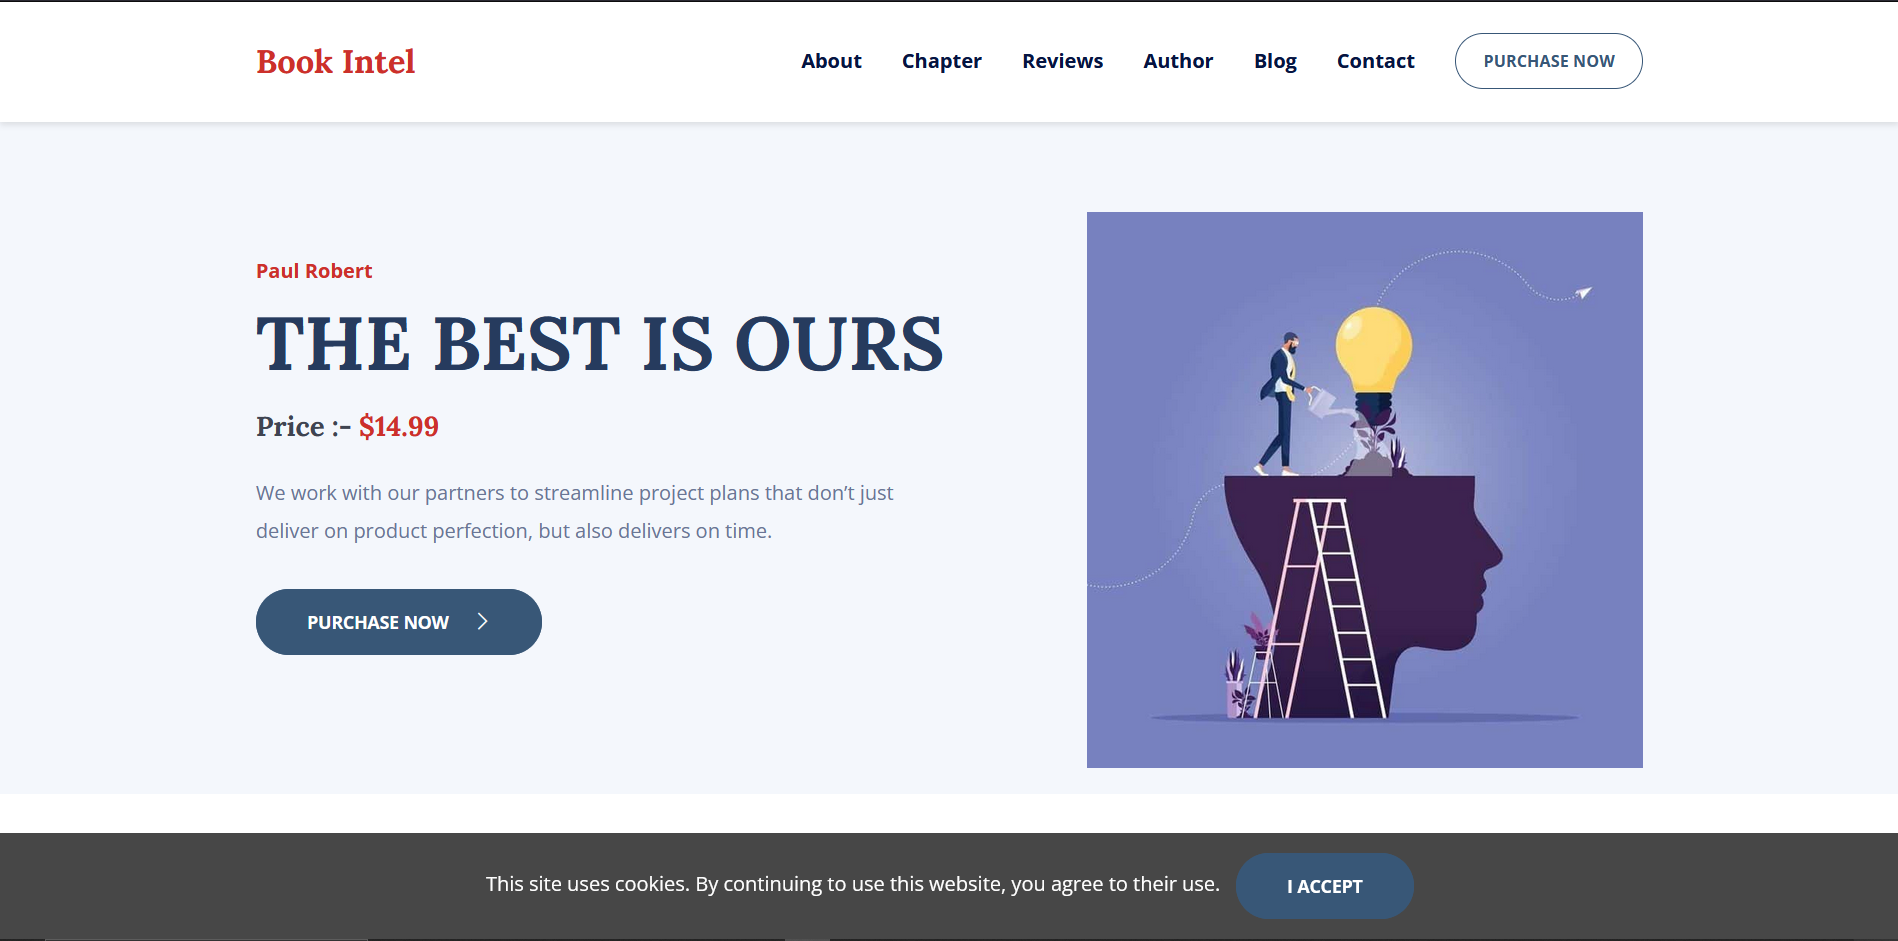 Book Intel
About Chapter Reviews Author Blog Contact PURCHASE NOW
Paul Robert
THE BEST IS OURS
Price :- $14.99
We work with our partners to streamline project plans that don’t just
deliver on product perfection, but also delivers on time.
PURCHASE NOW
This site uses cookies. By continuing to use this website, you agree to their use. I ACCEPT